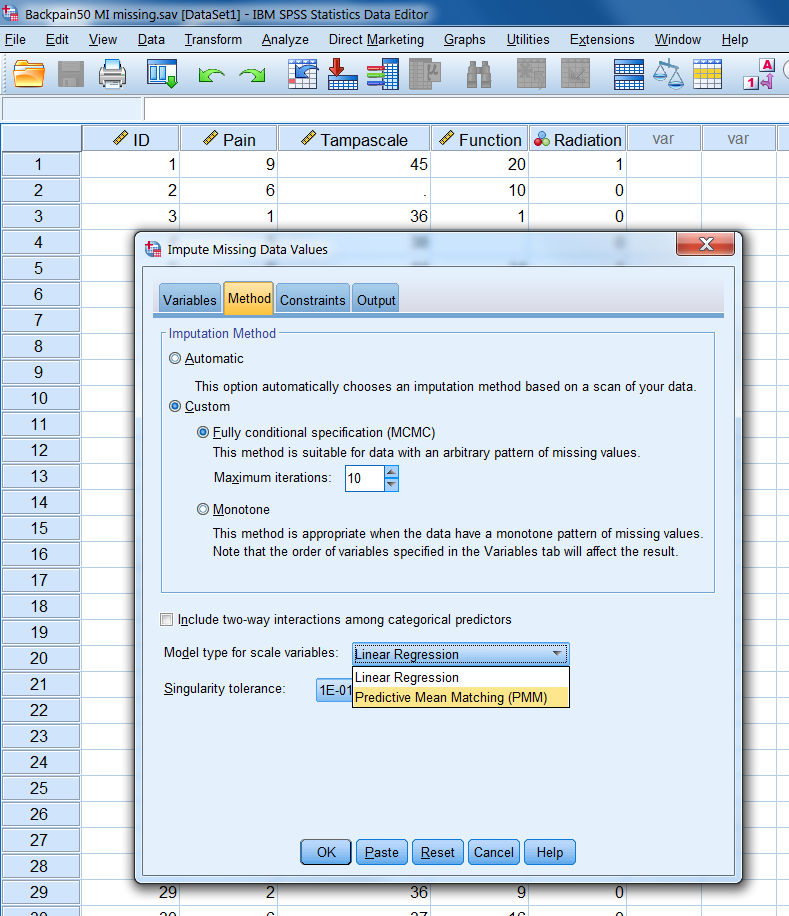 Backpain50 MI missing.sav [DataSet1] - IBM SPSS Statistics Data Editor
File Edit View Data Transform Analyze Direct Marketing Graphs Utilities Extensions Window Help
A
1
ID Pain Tampascale Function Radiation var var
1 1 9 45 20 1
2 2 6 . 10 0
3 3 1 36 1 0
4
5
Impute Missing Data Values
Variables Method Constraints Output
Imputation Method
Automatic
This option automatically chooses an imputation method based on a scan of your data.
Custom
Fully conditional specification (MCMC)
This method is suitable for data with an arbitrary pattern of missing values.
Maximum iterations: 10
Monotone
This method is appropriate when the data have a monotone pattern of missing values.
Note that the order of variables specified in the Variables tab will affect the result.
Include two-way interactions among categorical predictors
Model type for scale variables: Linear Regression
Linear Regression
Singularity tolerance: 1E-01
Predictive Mean Matching (PMM)
OK Paste Reset Cancel Help
6
7
8
9
10
11
12
13
14
15
16
17
18
19
20
21
22
23
24
25
26
27
28
29 29 2 36 9 0